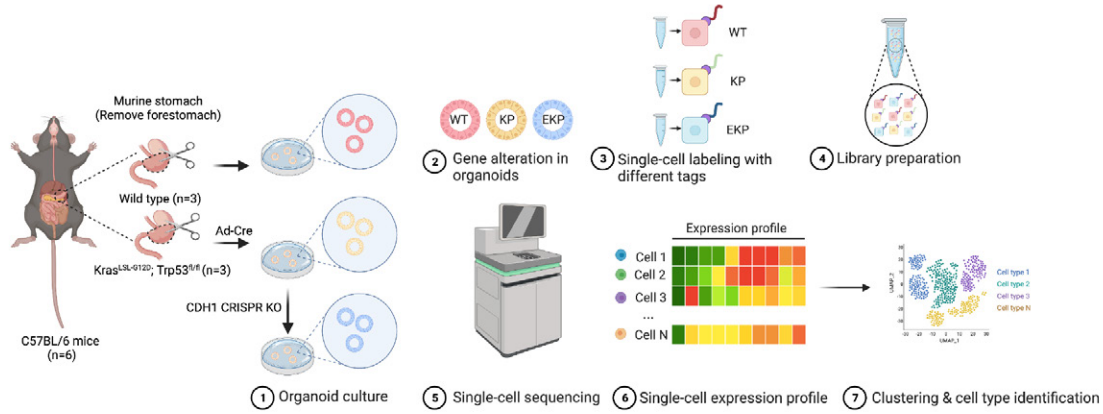 Murine stomach
(Remove forestomach)
Wild type (n=3)
Ad-Cre
Kras^LSL-G12D; Trp53^fl/fl (n=3)
CDH1 CRISPR KO
C57BL/6 mice
(n=6)
1 Organoid culture
WT
KP
EKP
2 Gene alteration in
organoids
WT
KP
EKP
3 Single-cell labeling with
different tags
4 Library preparation
5 Single-cell sequencing
Expression profile
Cell 1
Cell 2
Cell 3
...
Cell N
6 Single-cell expression profile
UMAP_2
UMAP_1
Cell type 1
Cell type 2
Cell type 3
Cell type N
7 Clustering & cell type identification